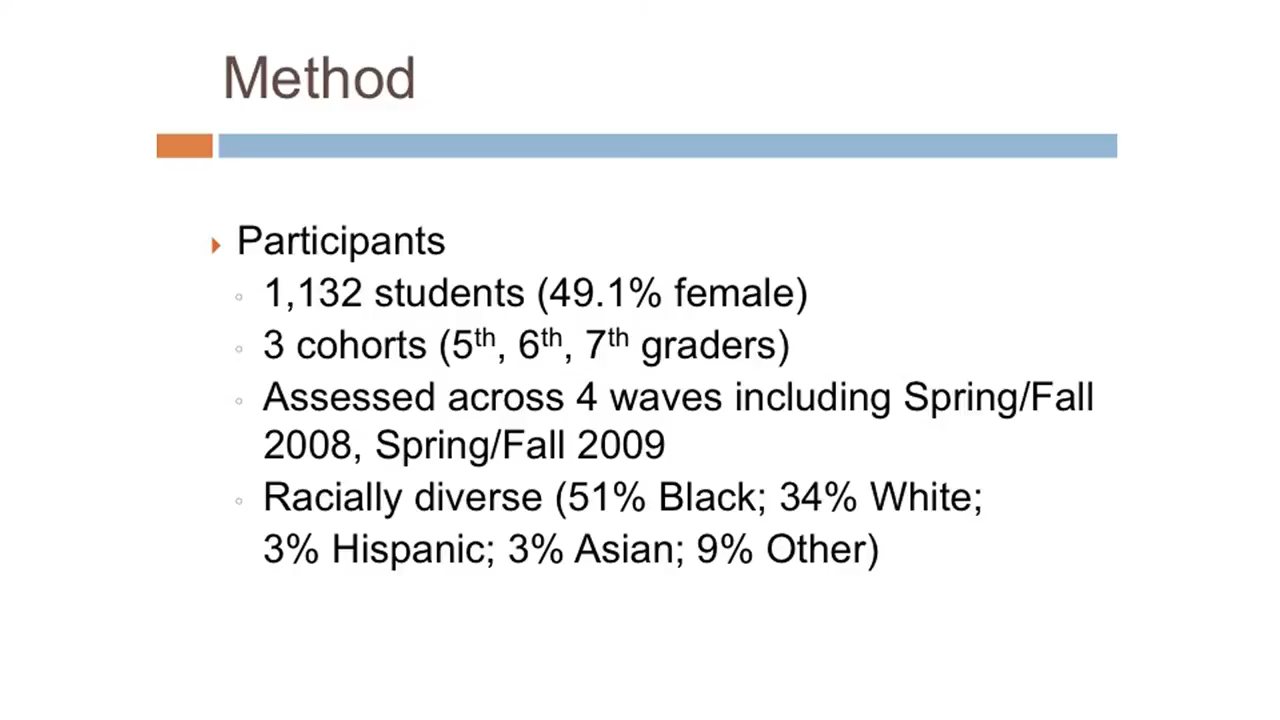 Method
Participants
1,132 students (49.1% female)
3 cohorts (5th, 6th, 7th graders)
Assessed across 4 waves including Spring/Fall
2008, Spring/Fall 2009
Racially diverse (51% Black; 34% White;
3% Hispanic; 3% Asian; 9% Other)